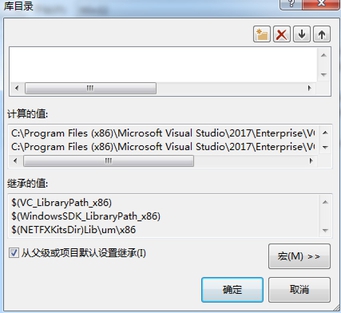 库目录
计算的值:
C:\Program Files (x86)\Microsoft Visual Studio\2017\Enterprise\V
C:\Program Files (x86)\Microsoft Visual Studio\2017\Enterprise\V
继承的值:
$(VC_LibraryPath_x86)
$(WindowsSDK_LibraryPath_x86)
$(NETFXKitsDir)Lib\um\x86
从父级或项目默认设置继承(I)
宏(M) >>
确定
取消